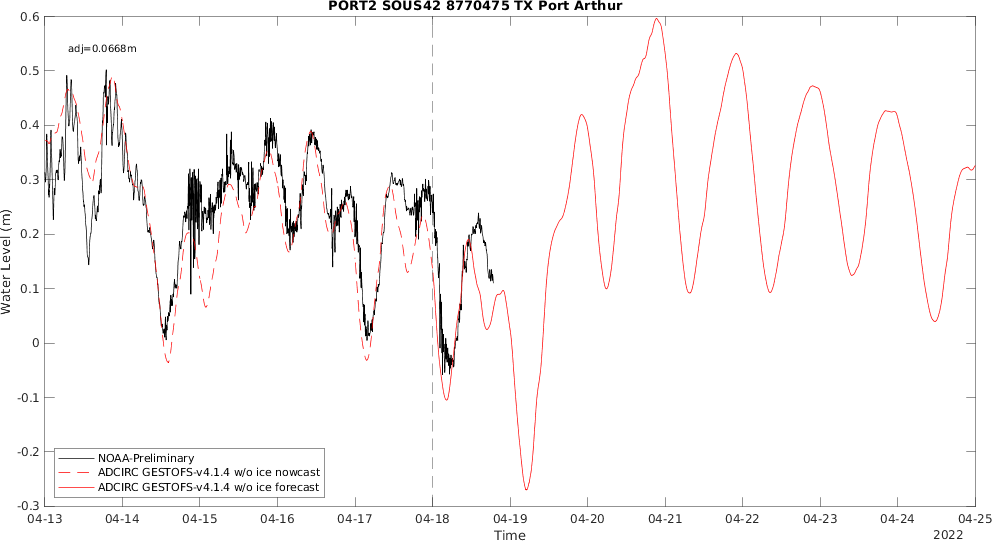 PORT2 SOUS42 8770475 TX Port Arthur
adj=0.0668m
0.6
0.5
0.4
0.3
0.2
0.1
0
-0.1
-0.2
-0.3
Water Level (m)
NOAA-Preliminary
ADCIRC GESTOFS-v4.1.4 w/o ice nowcast
ADCIRC GESTOFS-v4.1.4 w/o ice forecast
04-13 04-14 04-15 04-16 04-17 04-18 04-19 04-20 04-21 04-22 04-23 04-24 04-25
Time
2022